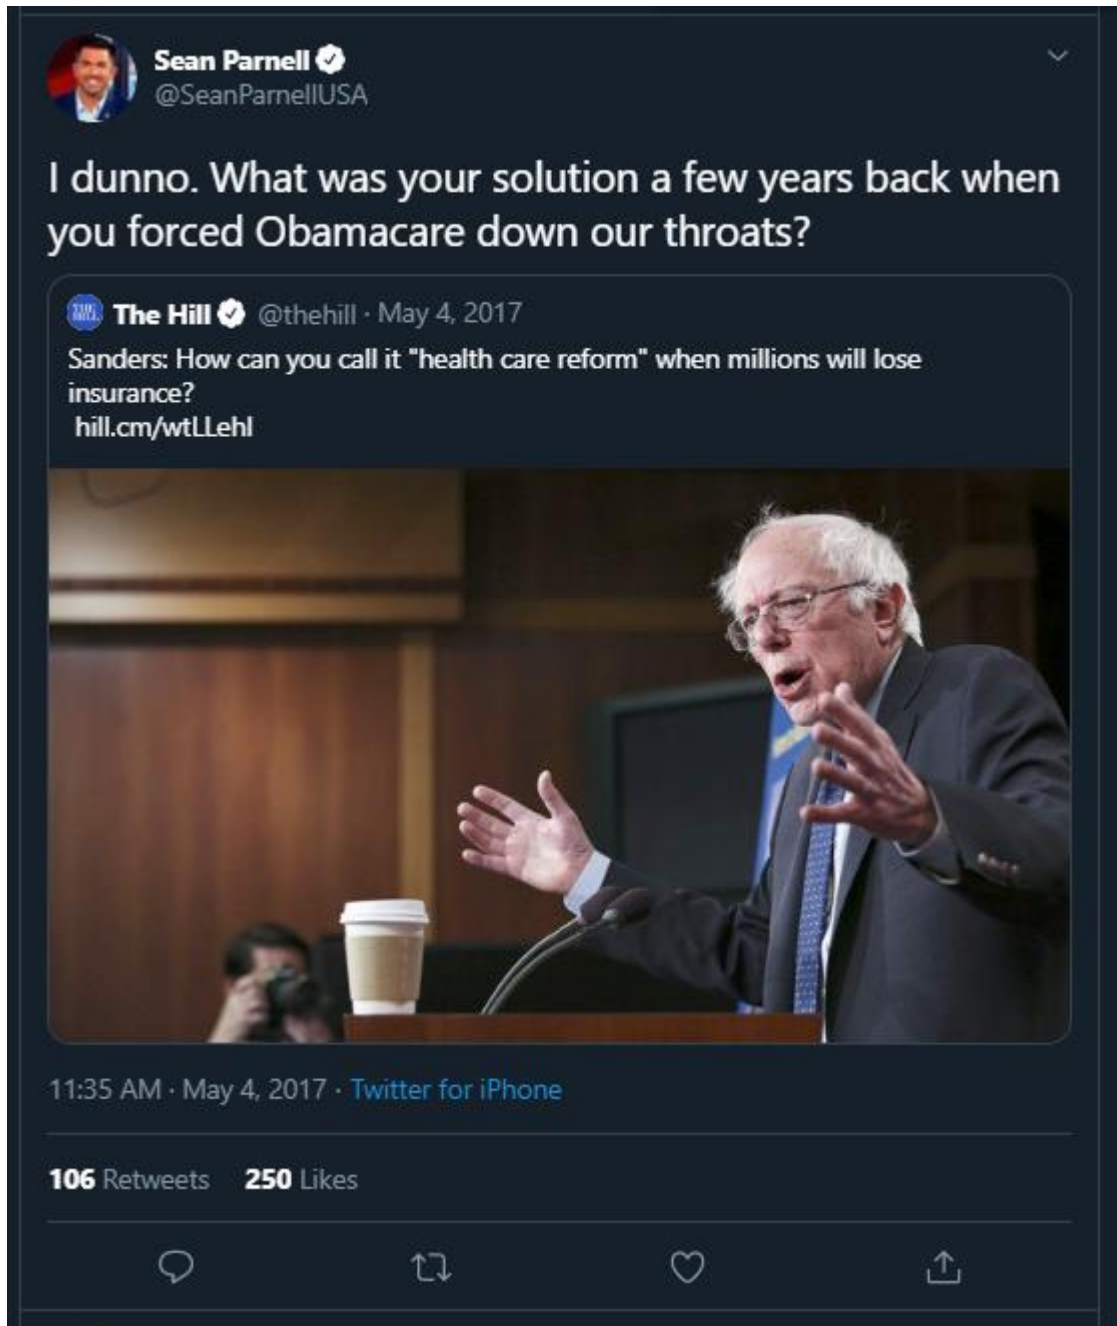 Sean Parnell
@SeanParnellUSA
I dunno. What was your solution a few years back when
you forced Obamacare down our throats?
The Hill @thehill · May 4, 2017
Sanders: How can you call it "health care reform" when millions will lose
insurance?
hill.cm/wtLLehl
11:35 AM · May 4, 2017 · Twitter for iPhone
106 Retweets 250 Likes